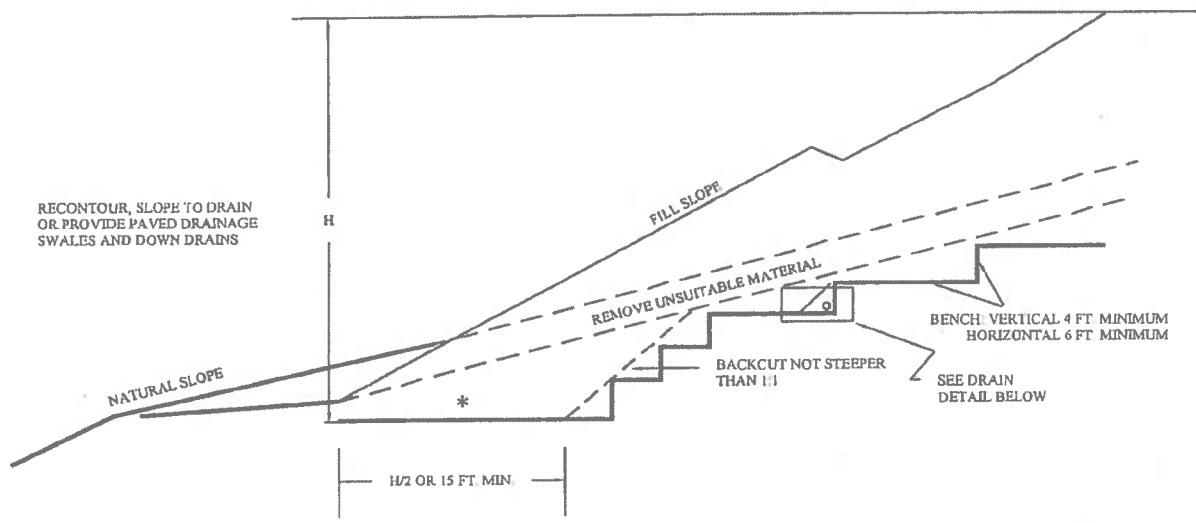 RECONTOUR, SLOPE TO DRAIN
OR PROVIDE PAVED DRAINAGE
SWALES AND DOWN DRAINS
H
FILL SLOPE
REMOVE UNSUITABLE MATERIAL
NATURAL SLOPE
*
BENCH: VERTICAL 4 FT. MINIMUM
HORIZONTAL 6 FT. MINIMUM
BACKCUT NOT STEEPER
THAN 1:1
SEE DRAIN
DETAIL BELOW
H/2 OR 15 FT. MIN.